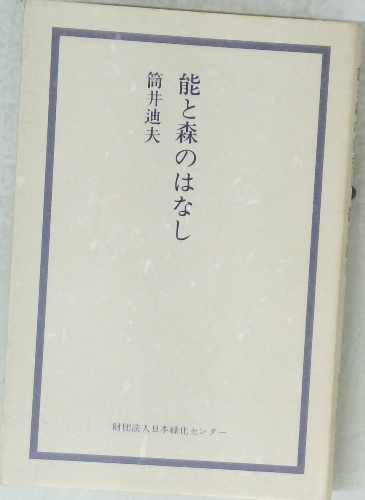 能と森のはなし
筒井迪夫
財団法人日本緑化センター